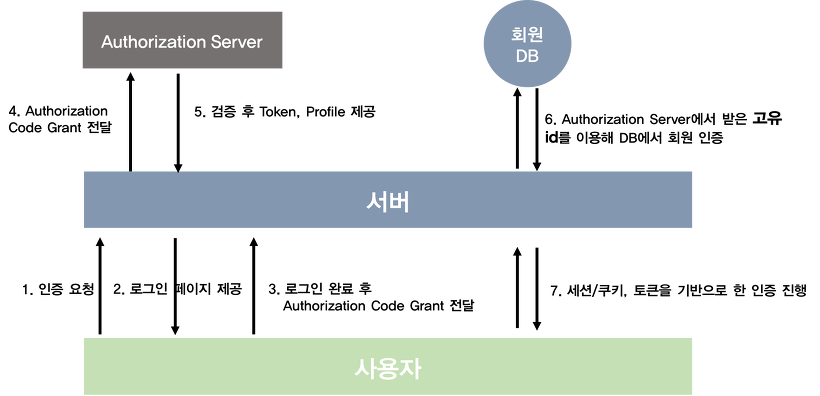 Authorization Server
회원
DB
4. Authorization
Code Grant 전달
5. 검증 후 Token, Profile 제공
6. Authorization Server에서 받은 고유
id를 이용해 DB에서 회원 인증
서버
1. 인증 요청
2. 로그인 페이지 제공
3. 로그인 완료 후
Authorization Code Grant 전달
7. 세션/쿠키, 토큰을 기반으로 한 인증 진행
사용자